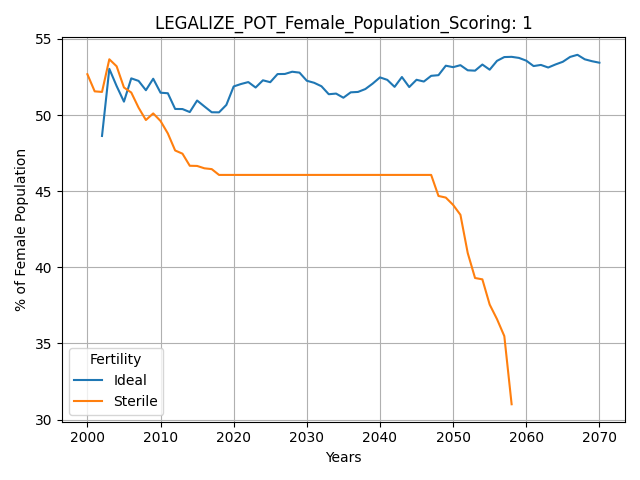 LEGALIZE_POT_Female_Population_Scoring: 1
55
50
45
40
35
30
% of Female Population
Fertility
Ideal
Sterile
2000 2010 2020 2030 2040 2050 2060 2070
Years